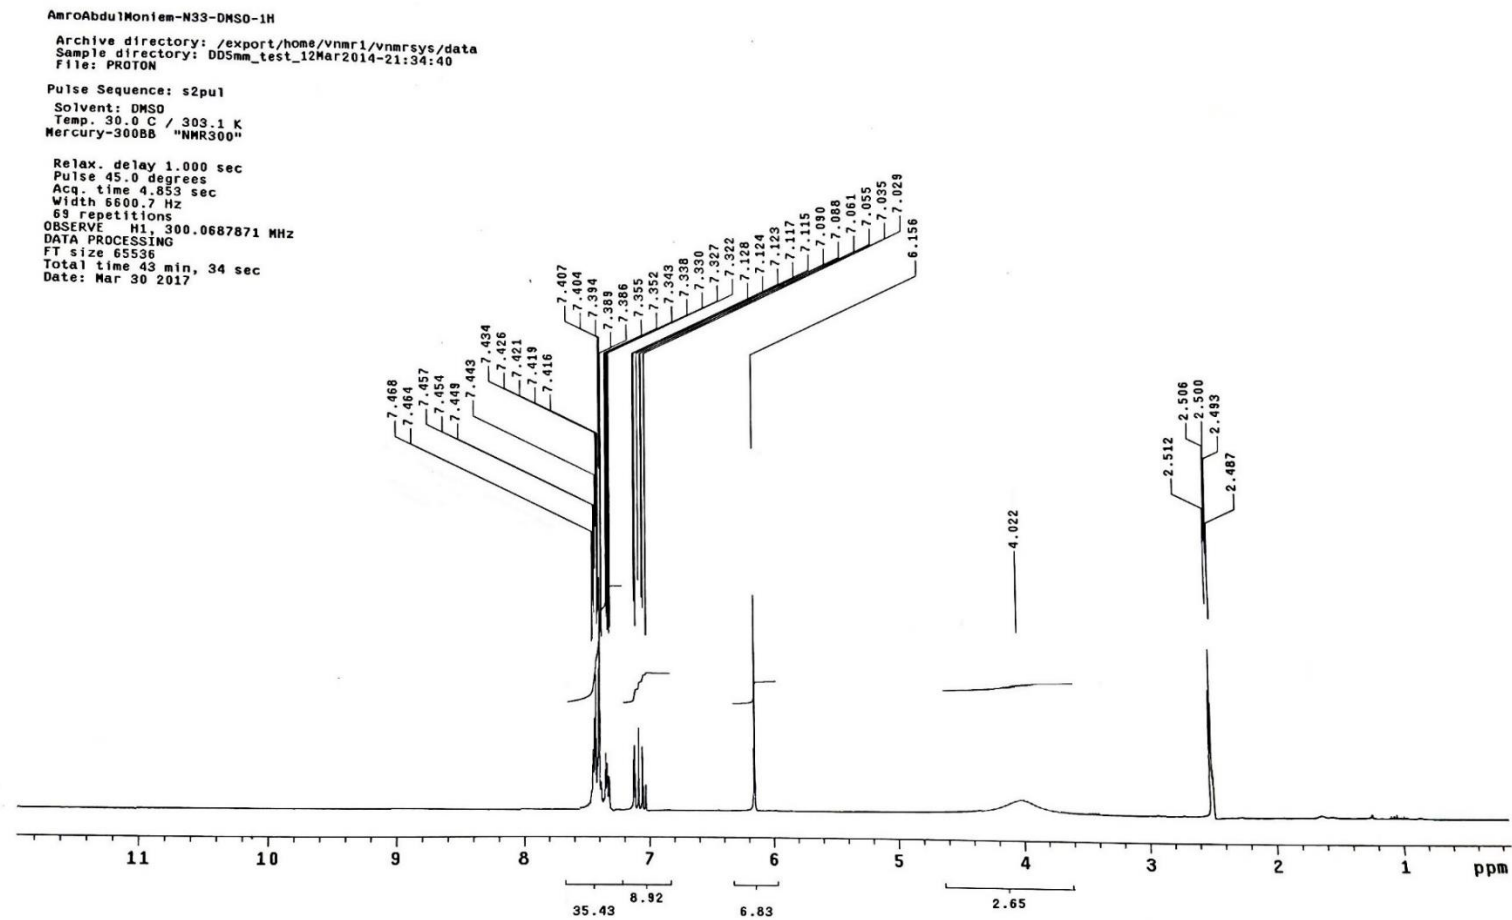 AmroAbdulMoniem-N33-DMSO-1H
Archive directory: /export/home/vnmr1/vnmrsys/data
Sample directory: DD5mm_test_12Mar2014-21:34:40
File: PROTON
Pulse Sequence: s2pul
Solvent: DMSO
Temp. 30.0 C / 303.1 K
Mercury-300BB "NMR300"
Relax. delay 1.000 sec
Pulse 45.0 degrees
Acq. time 4.853 sec
Width 6600.7 Hz
69 repetitions
OBSERVE H1, 300.0687871 MHz
DATA PROCESSING
FT size 65536
Total time 43 min, 34 sec
Date: Mar 30 2017
7.468
7.464
7.457
7.454
7.449
7.443
7.434
7.426
7.421
7.419
7.416
7.407
7.404
7.394
7.389
7.386
7.355
7.352
7.343
7.338
7.330
7.327
7.322
7.128
7.124
7.123
7.117
7.115
7.090
7.088
7.061
7.055
7.035
7.029
6.156
4.022
2.512
2.506
2.500
2.493
2.487
11 10 9 8 7 6 5 4 3 2 1 ppm
35.43 8.92 6.83 2.65